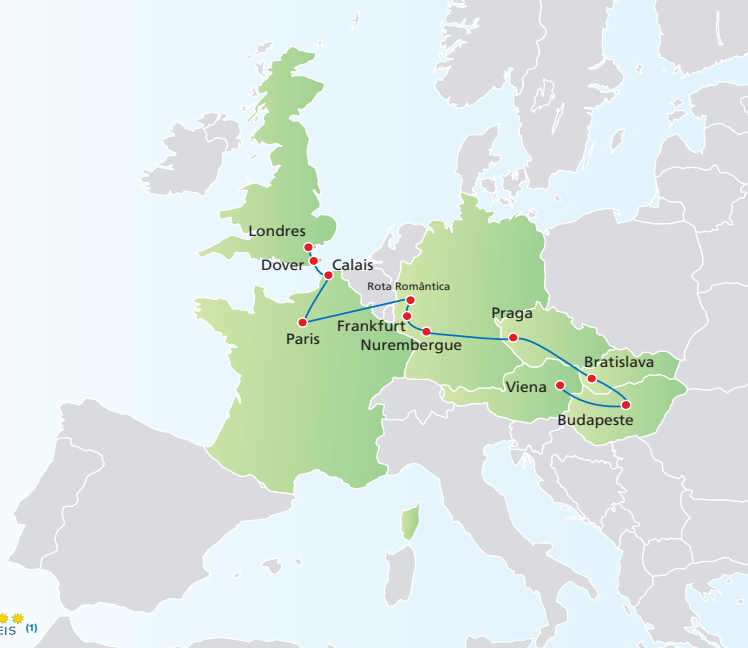 Londres
Dover
Calais
Rota Romântica
Praga
Frankfurt
Paris
Nurembergue
Bratislava
Viena
Budapeste
EIS (1)